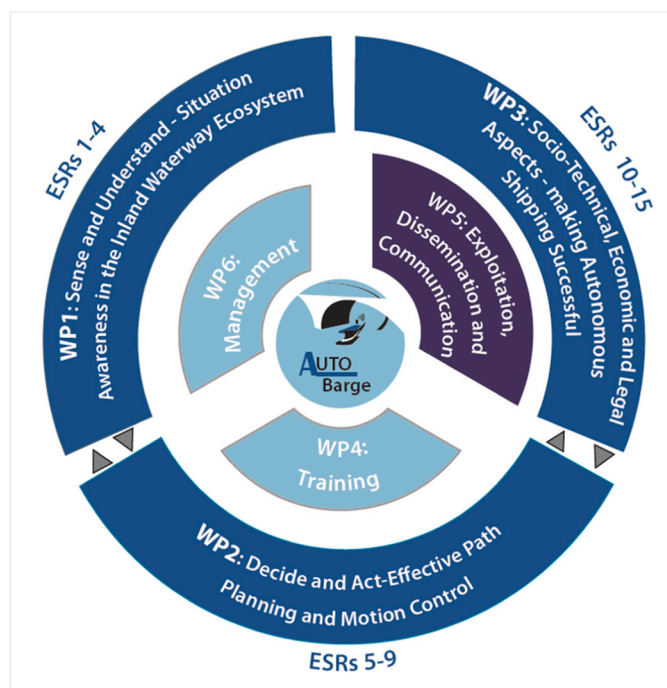 ESRs 1-4
WP1: Sense and Understand - Situation
Awareness in the Inland Waterway Ecosystem
ESRs 10-15
WP3: Socio-Technical, Economic and Legal
Aspects - making Autonomous
Shipping Successful
WP6:
Management
WP5: Exploitation,
Dissemination and
Communication
AUTO
Barge
WP4:
Training
WP2: Decide and Act-Effective Path
Planning and Motion Control
ESRs 5-9